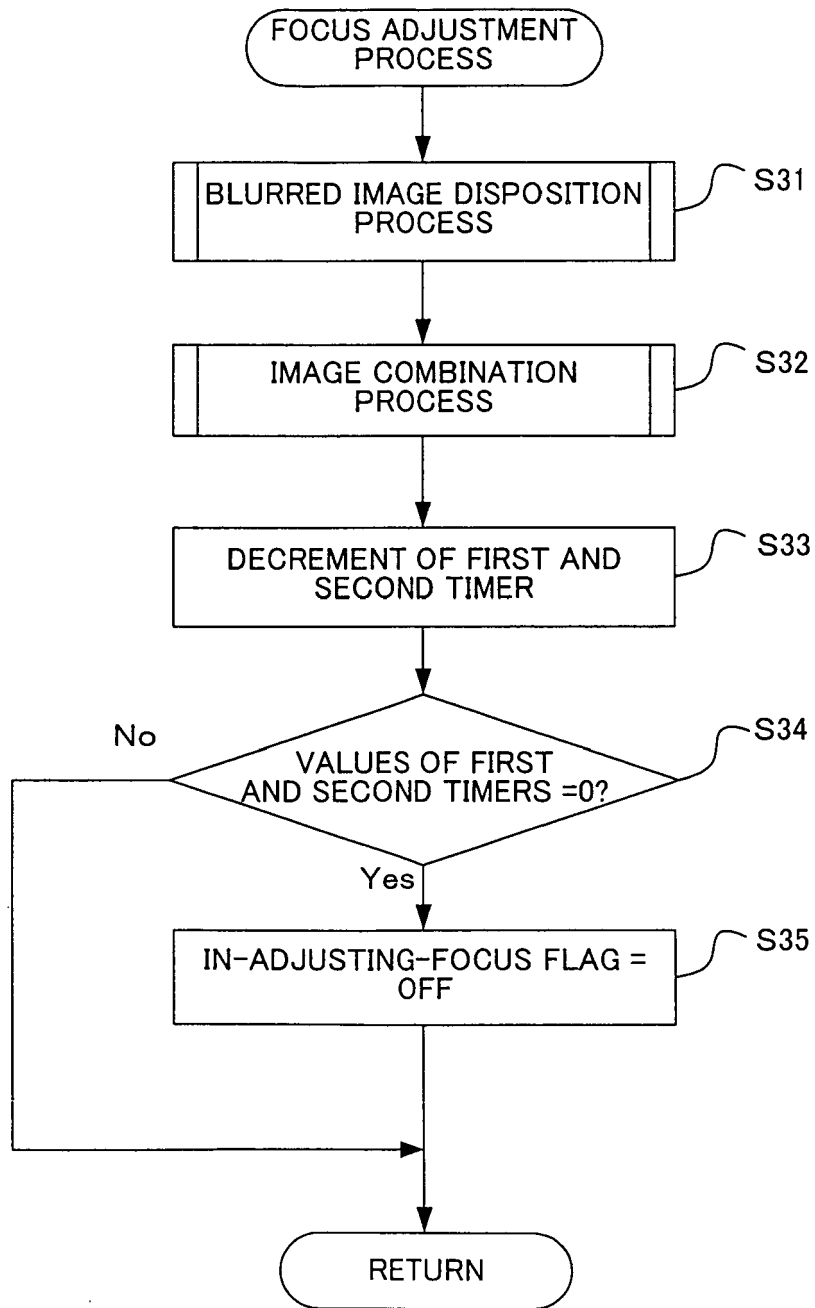 FOCUS ADJUSTMENT
PROCESS
BLURRED IMAGE DISPOSITION
PROCESS
S31
IMAGE COMBINATION
PROCESS
S32
DECREMENT OF FIRST AND
SECOND TIMER
S33
No
VALUES OF FIRST
AND SECOND TIMERS =0?
S34
Yes
IN-ADJUSTING-FOCUS FLAG =
OFF
S35
RETURN